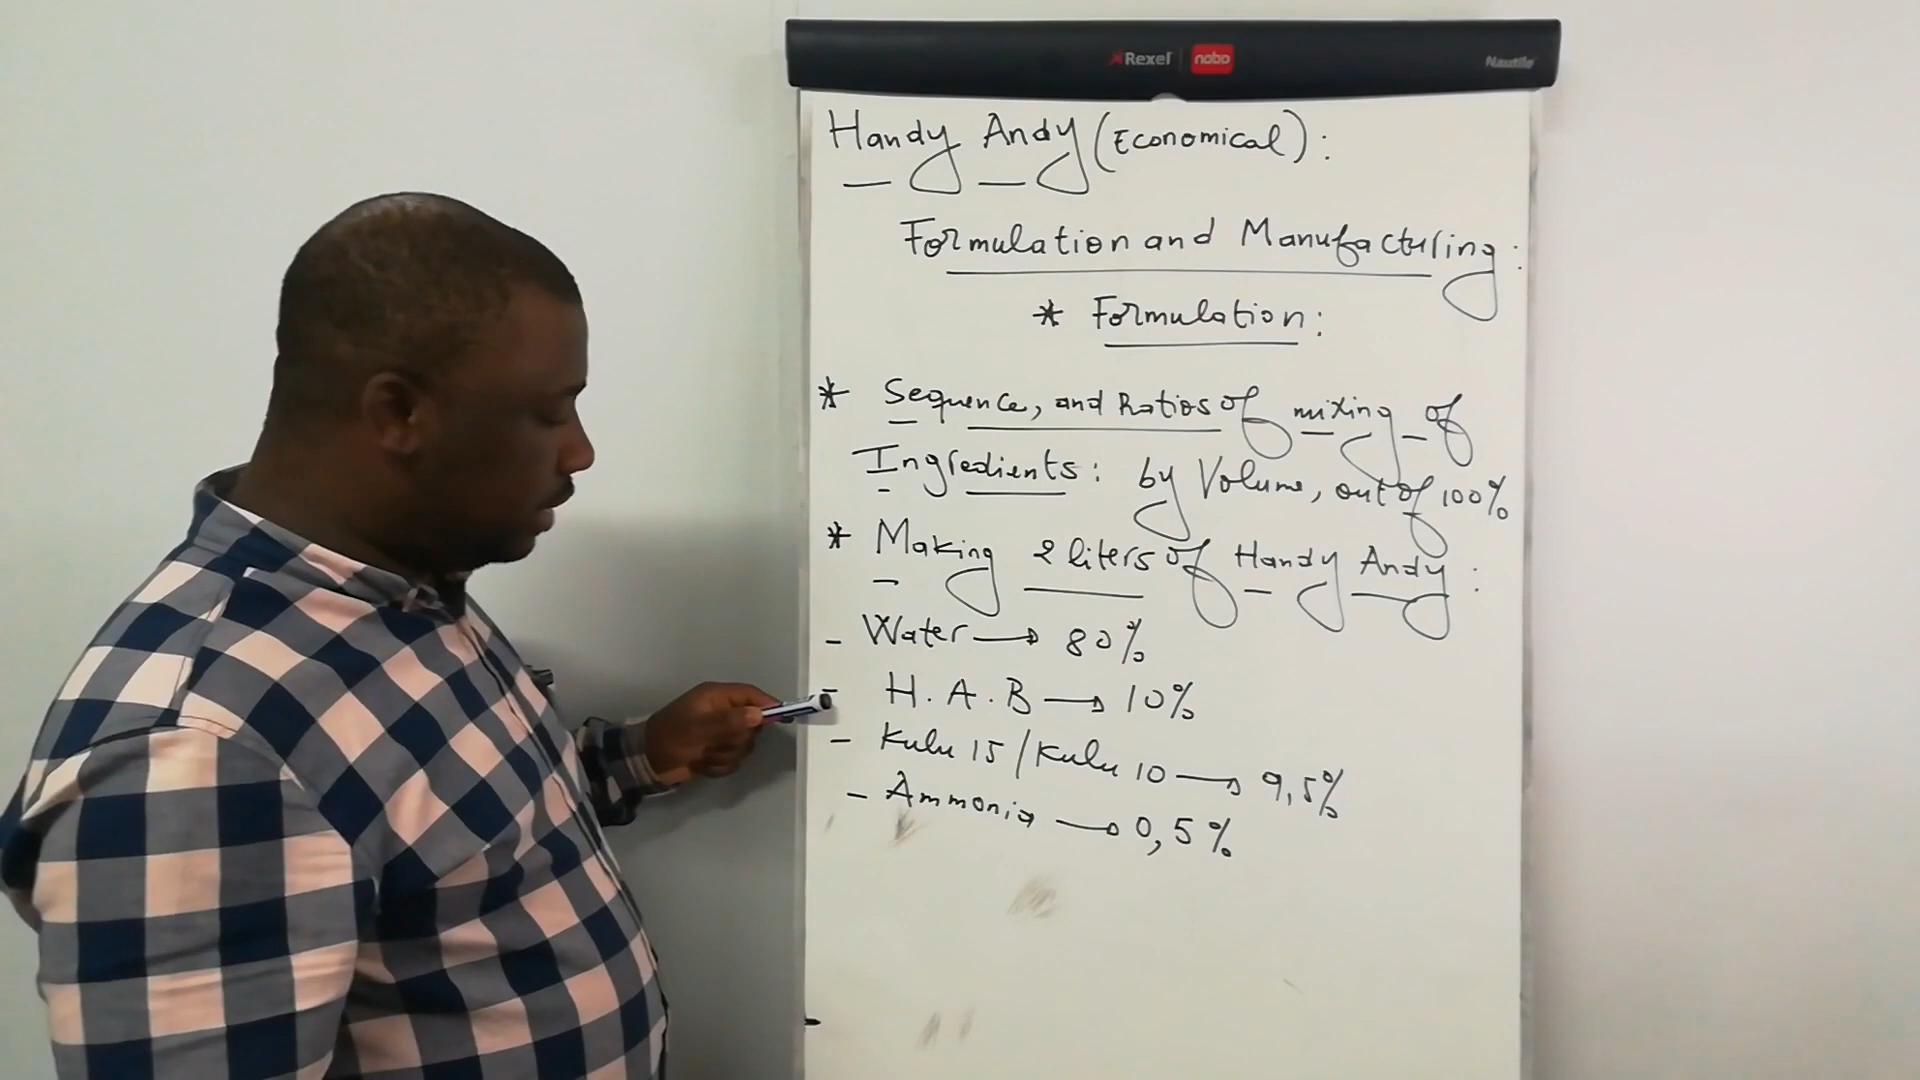 Rexel nobo Nautile
Handy Andy (Economical):
Formulation and Manufacturing:
* Formulation:
* Sequence, and Ratios of mixing of
Ingredients: by Volume, out of 100%
* Making 2 liters of Handy Andy:
- Water → 80%
- H.A.B → 10%
- Kulu 15/Kulu 10 → 9,5%
- Ammonia → 0,5%